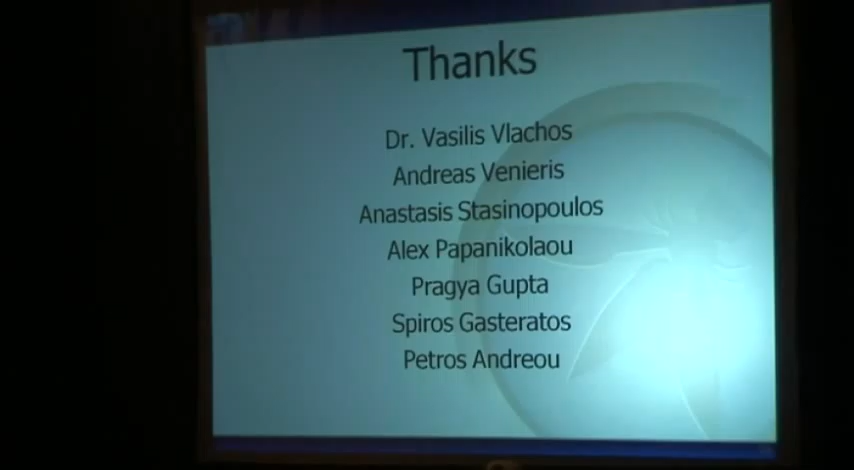 Thanks
Dr. Vasilis Vlachos
Andreas Venieris
Anastasis Stasinopoulos
Alex Papanikolaou
Pragya Gupta
Spiros Gasteratos
Petros Andreou